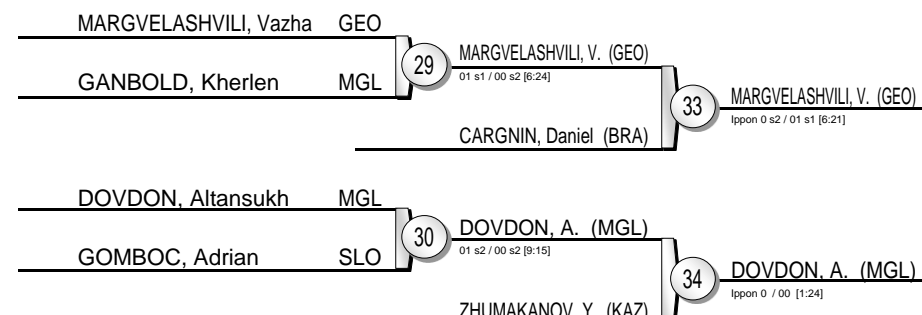 MARGVELASHVILI, Vazha GEO
29
MARGVELASHVILI, V. (GEO)
01 s1 / 00 s2 [6:24]
GANBOLD, Kherlen MGL
33
MARGVELASHVILI, V. (GEO)
Ippon 0 s2 / 01 s1 [6:21]
CARGNIN, Daniel (BRA)
DOVDON, Altansukh MGL
30
DOVDON, A. (MGL)
01 s2 / 00 s2 [9:15]
GOMBOC, Adrian SLO
34
DOVDON, A. (MGL)
Ippon 0 / 00 [1:24]
ZHUMAKANOV, Y. (KAZ)